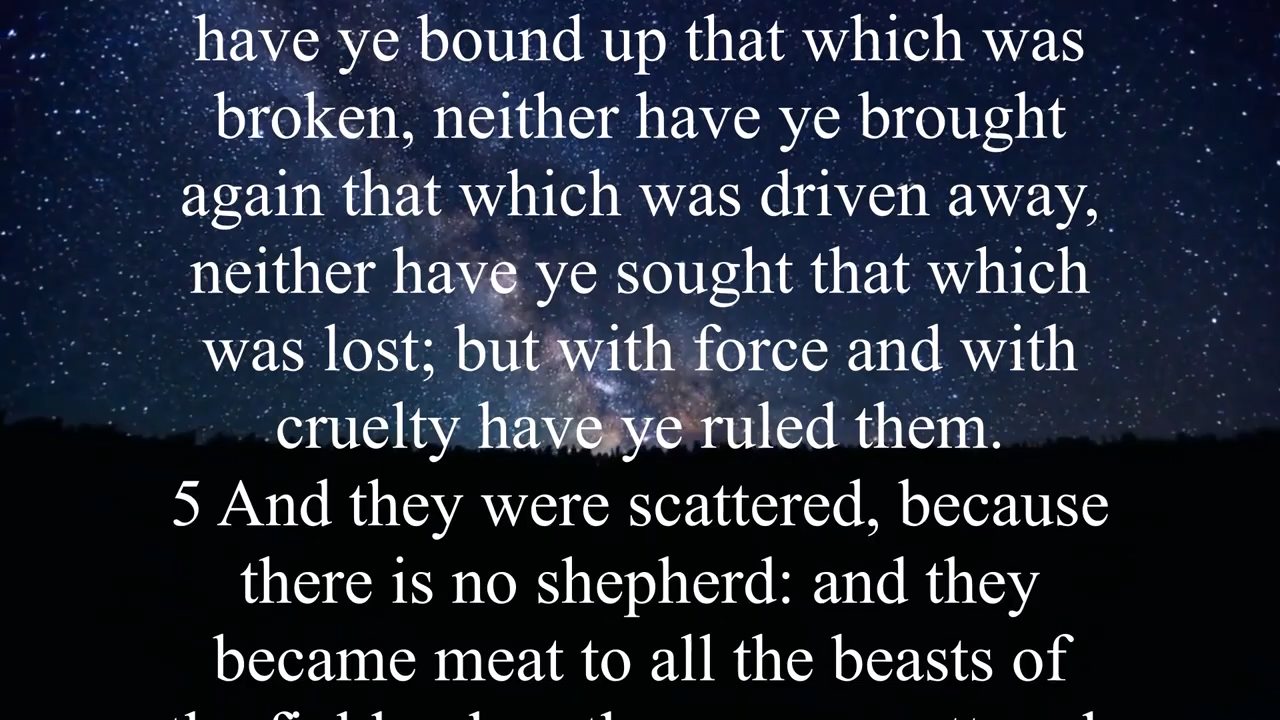 have ye bound up that which was
broken, neither have ye brought
again that which was driven away,
neither have ye sought that which
was lost; but with force and with
cruelty have ye ruled them.
5 And they were scattered, because
there is no shepherd: and they
became meat to all the beasts of